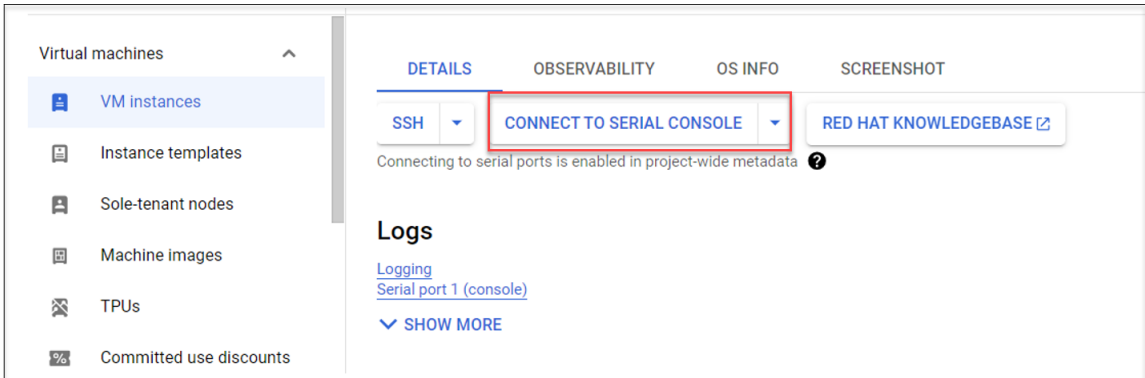 Virtual machines
VM instances
Instance templates
Sole-tenant nodes
Machine images
TPUs
Committed use discounts
DETAILS OBSERVABILITY OS INFO SCREENSHOT
SSH CONNECT TO SERIAL CONSOLE RED HAT KNOWLEDGEBASE
Connecting to serial ports is enabled in project-wide metadata ?
Logs
Logging
Serial port 1 (console)
SHOW MORE